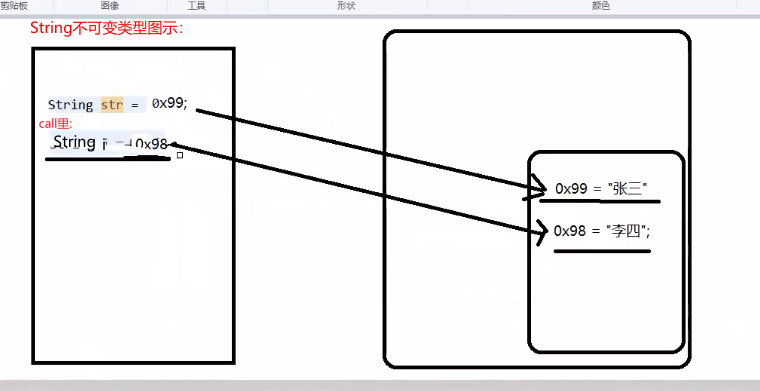 剪贴板 图像 工具 形状 颜色
String不可变类型图示：
String str = 0x99;
call里:
String i = 0x98
0x99 = "张三"
0x98 = "李四";